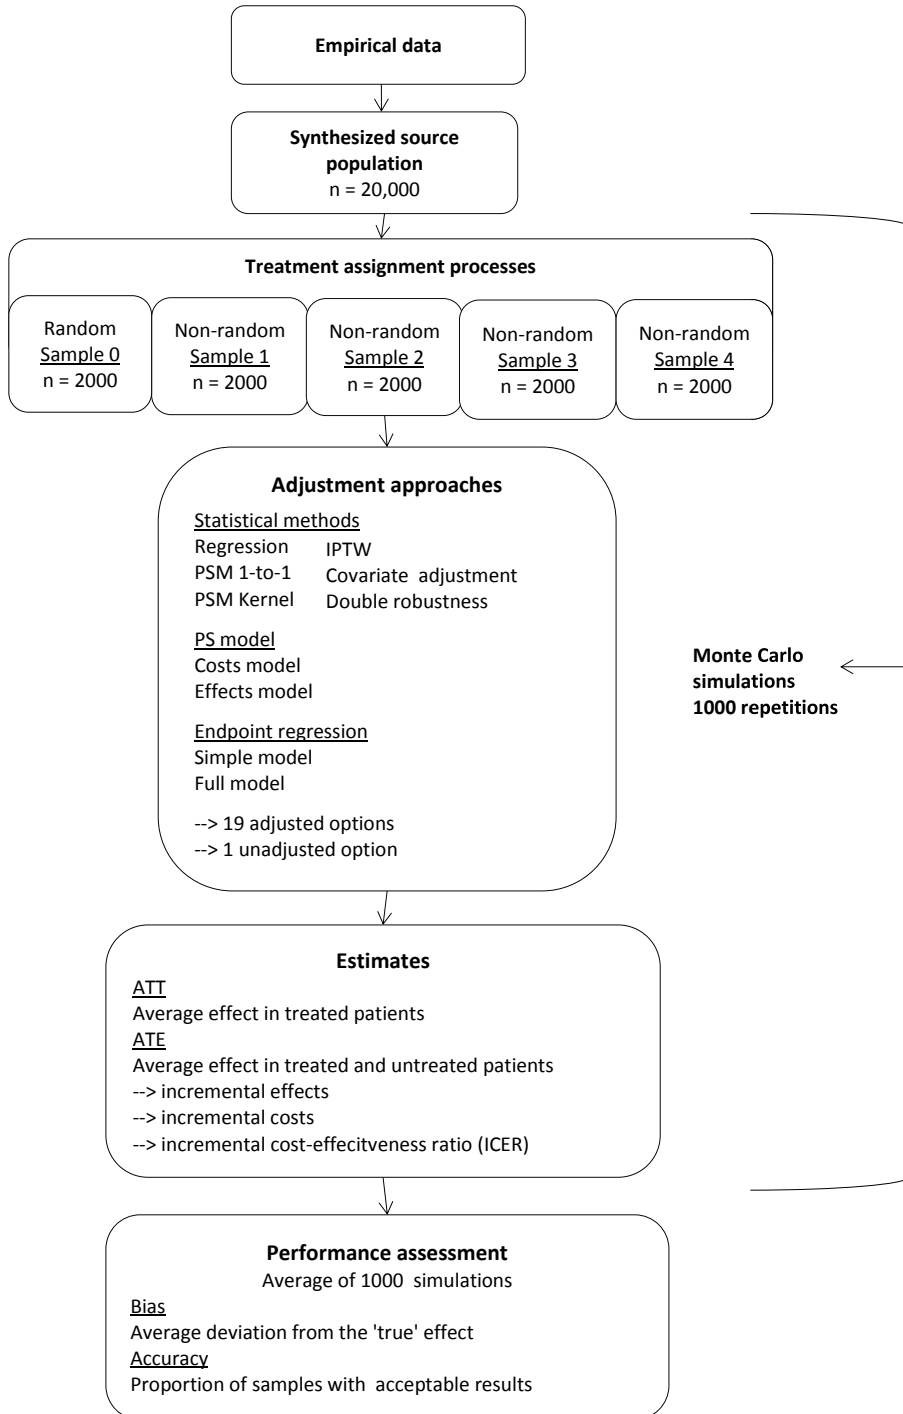 Empirical data
Synthesized source
population
n = 20,000
Treatment assignment processes
Random
Sample 0
n = 2000
Non-random
Sample 1
n = 2000
Non-random
Sample 2
n = 2000
Non-random
Sample 3
n = 2000
Non-random
Sample 4
n = 2000
Adjustment approaches
Statistical methods
Regression IPTW
PSM 1-to-1 Covariate adjustment
PSM Kernel Double robustness
PS model
Costs model
Effects model
Endpoint regression
Simple model
Full model
--> 19 adjusted options
--> 1 unadjusted option
Monte Carlo
simulations
1000 repetitions
Estimates
ATT
Average effect in treated patients
ATE
Average effect in treated and untreated patients
--> incremental effects
--> incremental costs
--> incremental cost-effecitveness ratio (ICER)
Performance assessment
Average of 1000 simulations
Bias
Average deviation from the 'true' effect
Accuracy
Proportion of samples with acceptable results